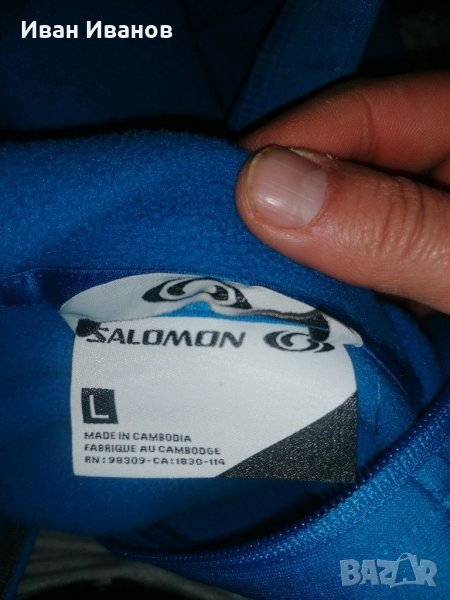 Иван Иванов
SALOMON
L
MADE IN CAMBODIA
FABRIQUE AU CAMBODGE
RN:98309-CA:1830-114
BAZAR